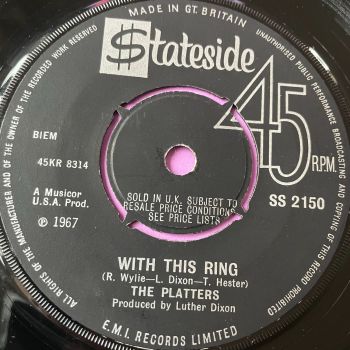 MADE IN GT. BRITAIN
$tateside
45
R.P.M.
BIEM
45KR 8314
A Musicor
U.S.A. Prod.
℗ 1967
SOLD IN U.K. SUBJECT TO
RESALE PRICE CONDITIONS,
SEE PRICE LISTS
SS 2150
WITH THIS RING
(R. Wylie—L. Dixon—T. Hester)
THE PLATTERS
Produced by Luther Dixon
E.M.I. RECORDS LIMITED
ALL RIGHTS OF THE MANUFACTURER AND OF THE OWNER OF THE RECORDED WORK RESERVED
UNAUTHORISED PUBLIC PERFORMANCE BROADCASTING AND COPYING OF THIS RECORD PROHIBITED